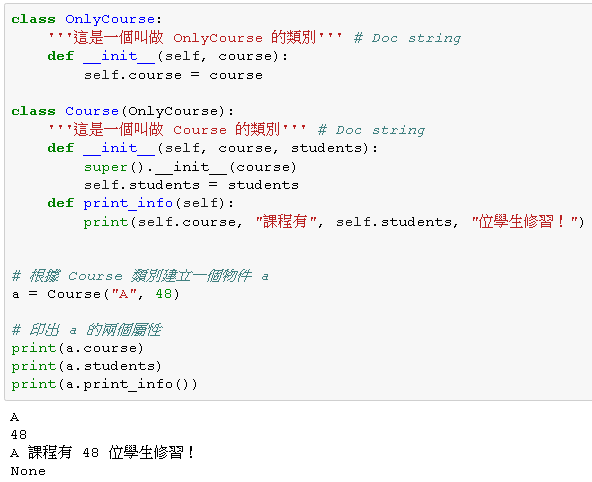 class OnlyCourse:
    '''這是一個叫做 OnlyCourse 的類別''' # Doc string
    def __init__(self, course):
        self.course = course

class Course(OnlyCourse):
    '''這是一個叫做 Course 的類別''' # Doc string
    def __init__(self, course, students):
        super().__init__(course)
        self.students = students
    def print_info(self):
        print(self.course, "課程有", self.students, "位學生修習！")

# 根據 Course 類別建立一個物件 a
a = Course("A", 48)

# 印出 a 的兩個屬性
print(a.course)
print(a.students)
print(a.print_info())
A
48
A 課程有 48 位學生修習！
None